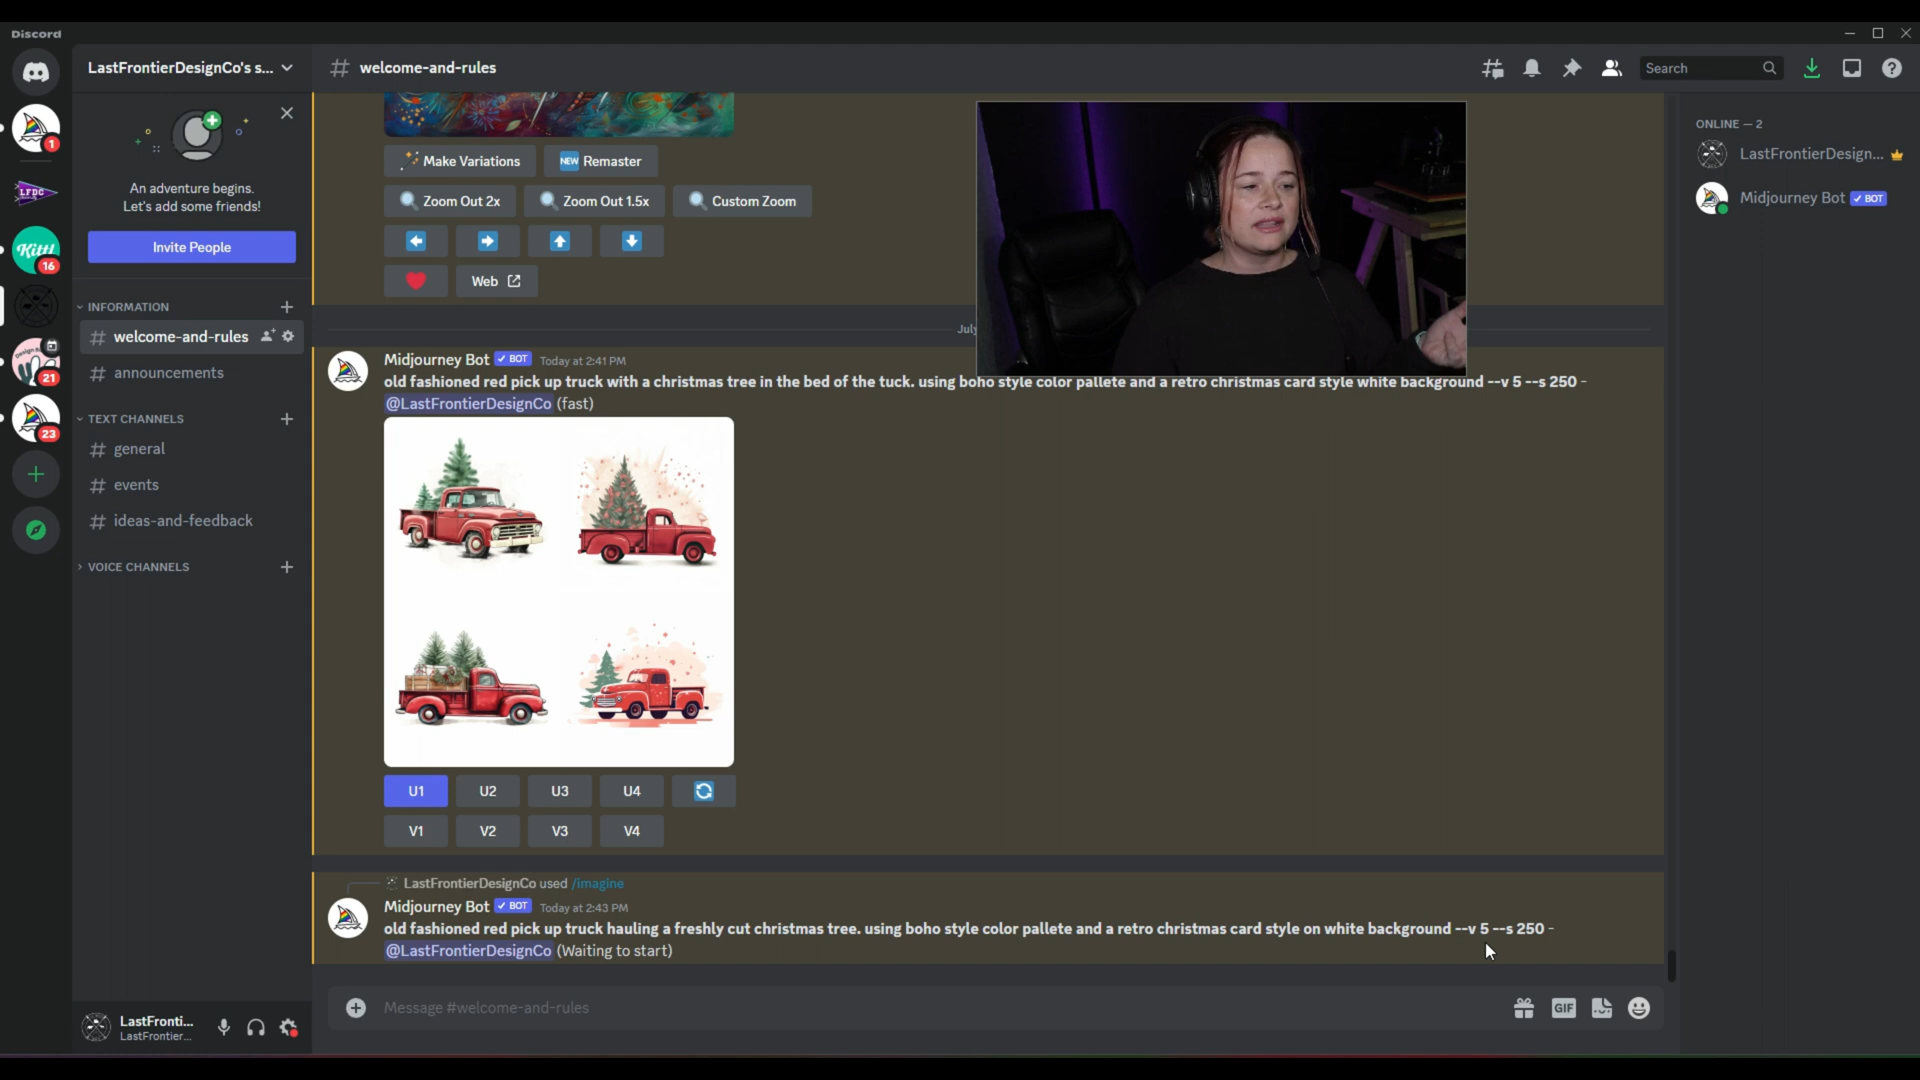 Discord
LastFrontierDesignCo's s...
welcome-and-rules
Search
1
LFDC
Kittl
16
21
23
An adventure begins.
Let's add some friends!
Invite People
INFORMATION
welcome-and-rules
announcements
TEXT CHANNELS
general
events
ideas-and-feedback
VOICE CHANNELS
LastFronti...
LastFrontier...
Make Variations
NEW Remaster
Zoom Out 2x
Zoom Out 1.5x
Custom Zoom
Web
July
Midjourney Bot ✓ BOT Today at 2:41 PM
old fashioned red pick up truck with a christmas tree in the bed of the tuck. using boho style color pallete and a retro christmas card style white background --v 5 --s 250 -
@LastFrontierDesignCo (fast)
U1 U2 U3 U4
V1 V2 V3 V4
LastFrontierDesignCo used /imagine
Midjourney Bot ✓ BOT Today at 2:43 PM
old fashioned red pick up truck hauling a freshly cut christmas tree. using boho style color pallete and a retro christmas card style on white background --v 5 --s 250 -
@LastFrontierDesignCo (Waiting to start)
Message #welcome-and-rules
GIF
ONLINE — 2
LastFrontierDesign...
Midjourney Bot ✓ BOT